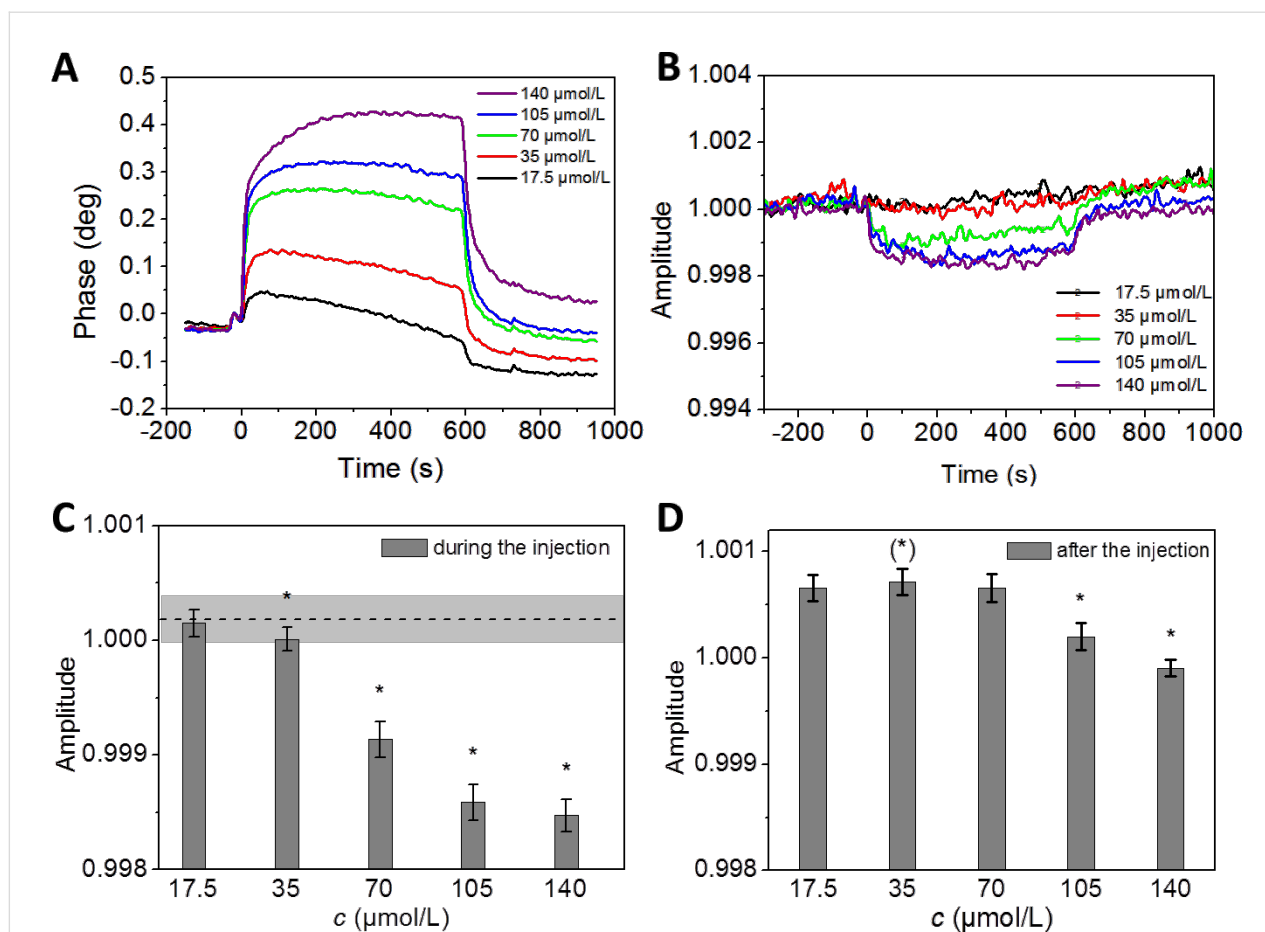 A
0.5
0.4
0.3
0.2
0.1
0.0
-0.1
-0.2
Phase (deg)
140 µmol/L
105 µmol/L
70 µmol/L
35 µmol/L
17.5 µmol/L
-200 0 200 400 600 800 1000
Time (s)
B
1.004
1.002
1.000
0.998
0.996
0.994
Amplitude
17.5 µmol/L
35 µmol/L
70 µmol/L
105 µmol/L
140 µmol/L
-200 0 200 400 600 800 1000
Time (s)
C
1.001
1.000
0.999
0.998
Amplitude
during the injection
*
*
*
*
17.5 35 70 105 140
c (µmol/L)
D
1.001
1.000
0.999
0.998
Amplitude
after the injection
(*)
*
*
17.5 35 70 105 140
c (µmol/L)